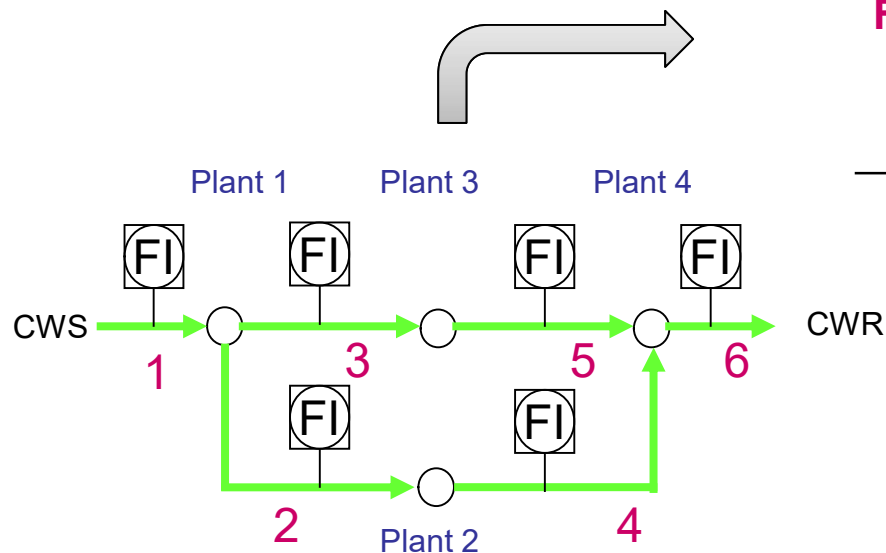 F
Plant 1 Plant 3 Plant 4
FI FI FI FI
CWS CWR
1 3 5 6
FI FI
2 4
Plant 2